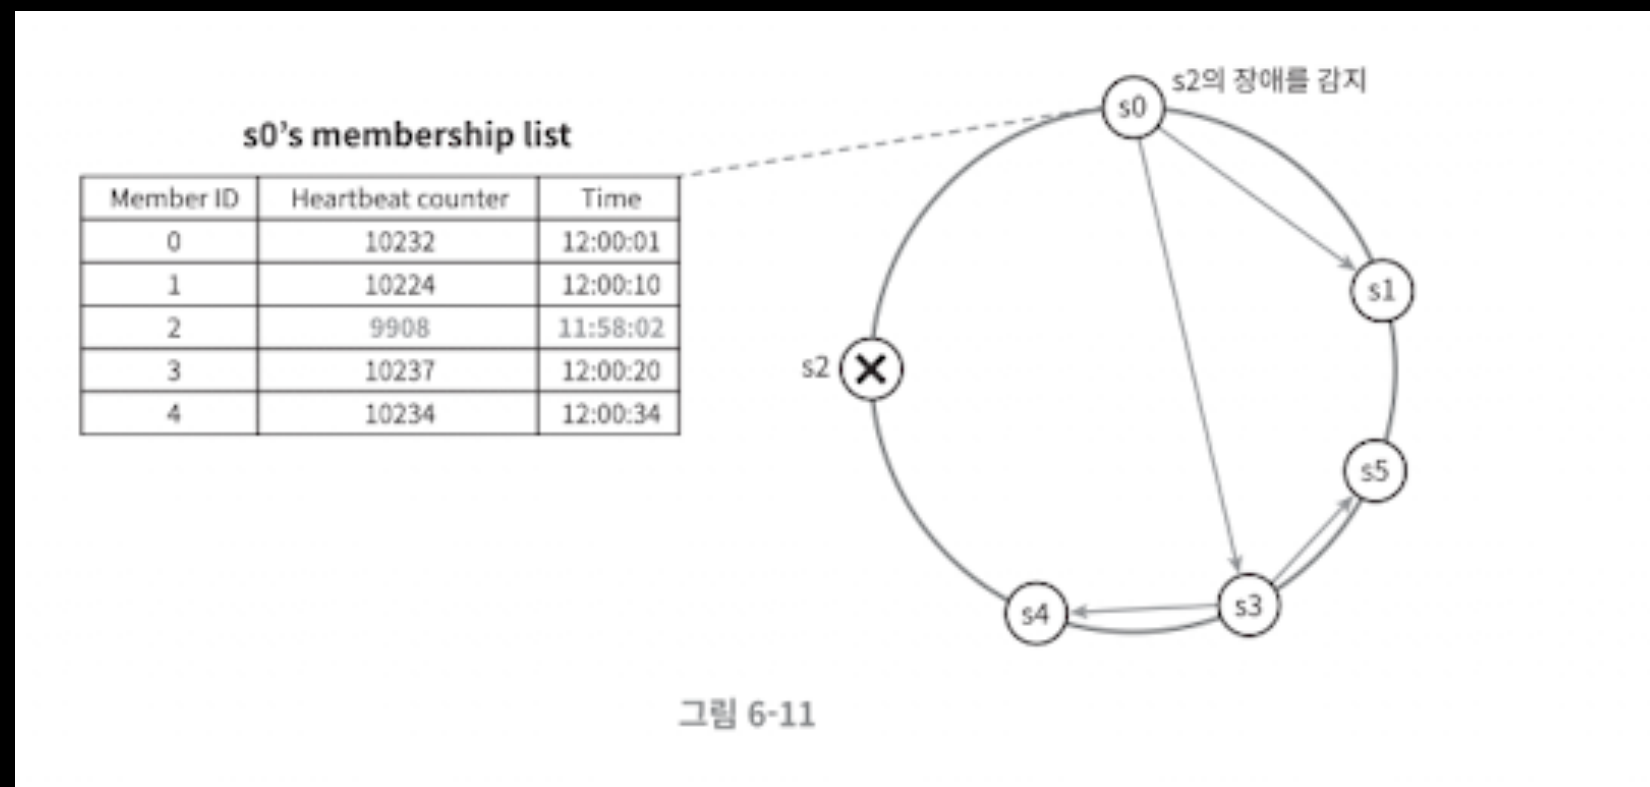 s2의 장애를 감지
s0
s0's membership list
Member ID Heartbeat counter Time
0 10232 12:00:01
1 10224 12:00:10
2 9908 11:58:02
3 10237 12:00:20
4 10234 12:00:34
s1
s2
s5
s3
s4
그림 6-11